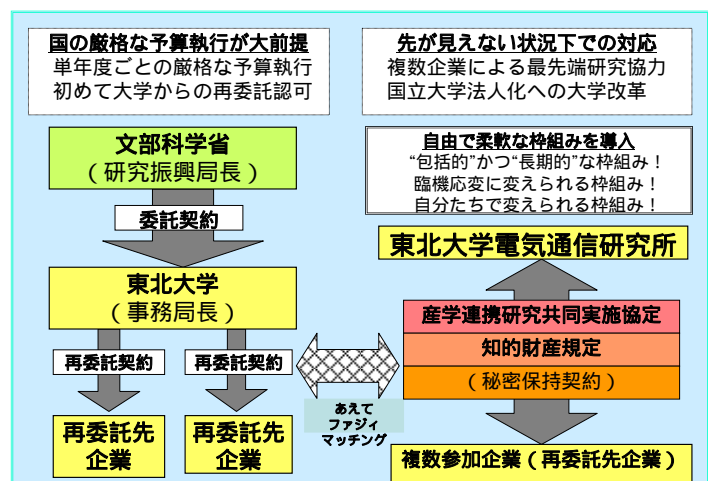 国の厳格な予算執行が大前提
単年度ごとの厳格な予算執行
初めて大学からの再委託認可
先が見えない状況下での対応
複数企業による最先端研究協力
国立大学法人化への大学改革
自由で柔軟な枠組みを導入
“包括的”かつ“長期的”な枠組み！
臨機応変に変えられる枠組み！
自分たちで変えられる枠組み！
文部科学省
（研究振興局長）
委託契約
東北大学
（事務局長）
再委託契約
再委託契約
再委託先
企業
再委託先
企業
あえて
ファジィ
マッチング
東北大学電気通信研究所
産学連携研究共同実施協定
知的財産規定
（秘密保持契約）
複数参加企業（再委託先企業）